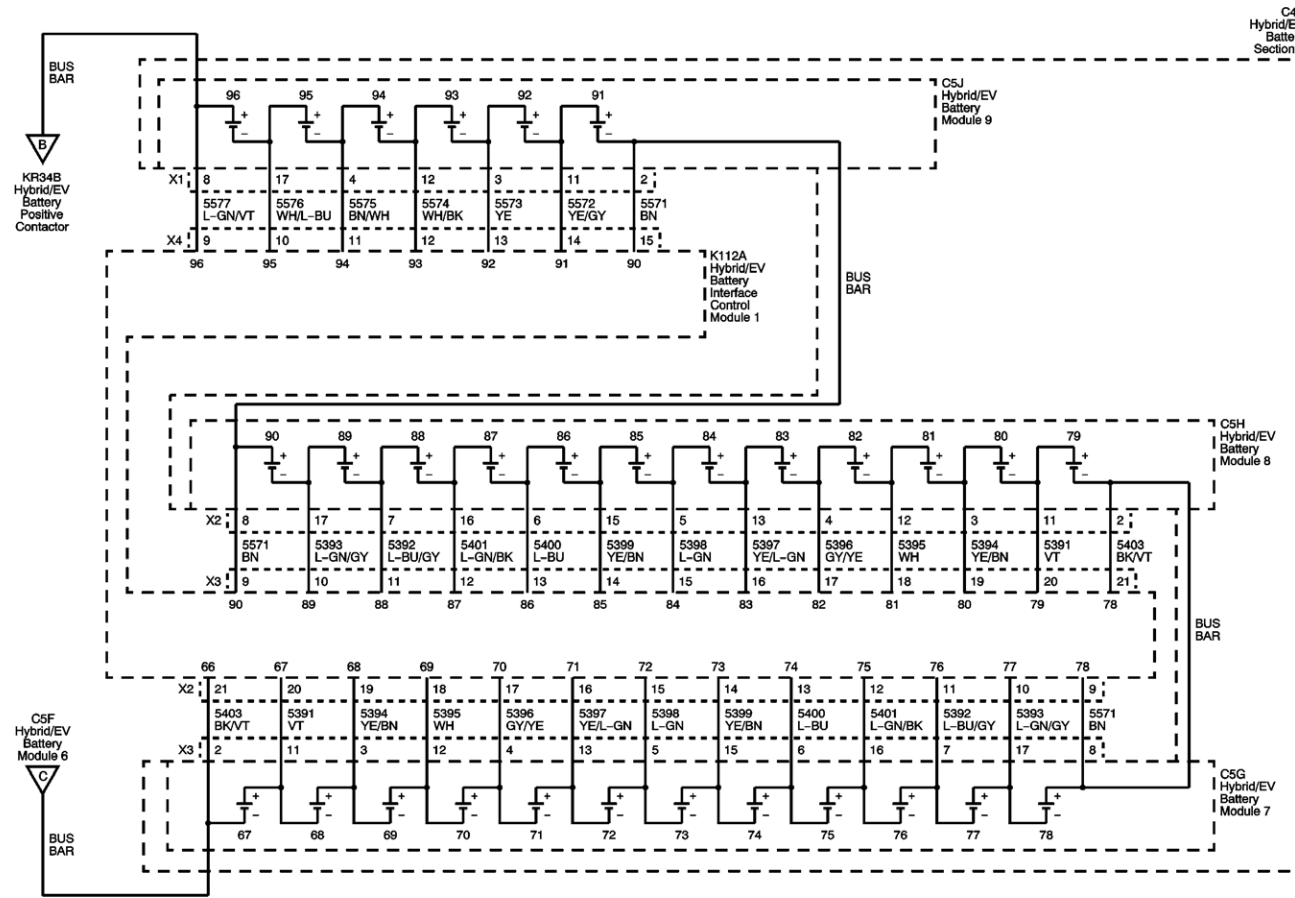 C4
Hybrid/E
Batte
Section
BUS
BAR
B
KR34B
Hybrid/EV
Battery
Positive
Contactor
96 95 94 93 92 91
+ + + + + +
– – – – – –
C5J
Hybrid/EV
Battery
Module 9
X1 8 17 4 12 3 11 2
5577 5576 5575 5574 5573 5572 5571
L–GN/VT WH/L–BU BN/WH WH/BK YE YE/GY BN
X4 9 10 11 12 13 14 15
96 95 94 93 92 91 90
K112A
Hybrid/EV
Battery
Interface
Control
Module 1
BUS
BAR
90 89 88 87 86 85 84 83 82 81 80 79
+ + + + + + + + + + + +
– – – – – – – – – – – –
C5H
Hybrid/EV
Battery
Module 8
X2 8 17 7 16 6 15 5 13 4 12 3 11 2
5571 5393 5392 5401 5400 5399 5398 5397 5396 5395 5394 5391 5403
BN L–GN/GY L–BU/GY L–GN/BK L–BU YE/BN L–GN YE/L–GN GY/YE WH YE/BN VT BK/VT
X3 9 10 11 12 13 14 15 16 17 18 19 20 21
90 89 88 87 86 85 84 83 82 81 80 79 78
BUS
BAR
66 67 68 69 70 71 72 73 74 75 76 77 78
X2 21 20 19 18 17 16 15 14 13 12 11 10 9
5403 5391 5394 5395 5396 5397 5398 5399 5400 5401 5392 5393 5571
BK/VT VT YE/BN WH GY/YE YE/L–GN L–GN YE/BN L–BU L–GN/BK L–BU/GY L–GN/GY BN
X3 2 11 3 12 4 13 5 15 6 16 7 17 8
C5F
Hybrid/EV
Battery
Module 6
C
BUS
BAR
+ + + + + + + + + + + +
– – – – – – – – – – – –
67 68 69 70 71 72 73 74 75 76 77 78
C5G
Hybrid/EV
Battery
Module 7